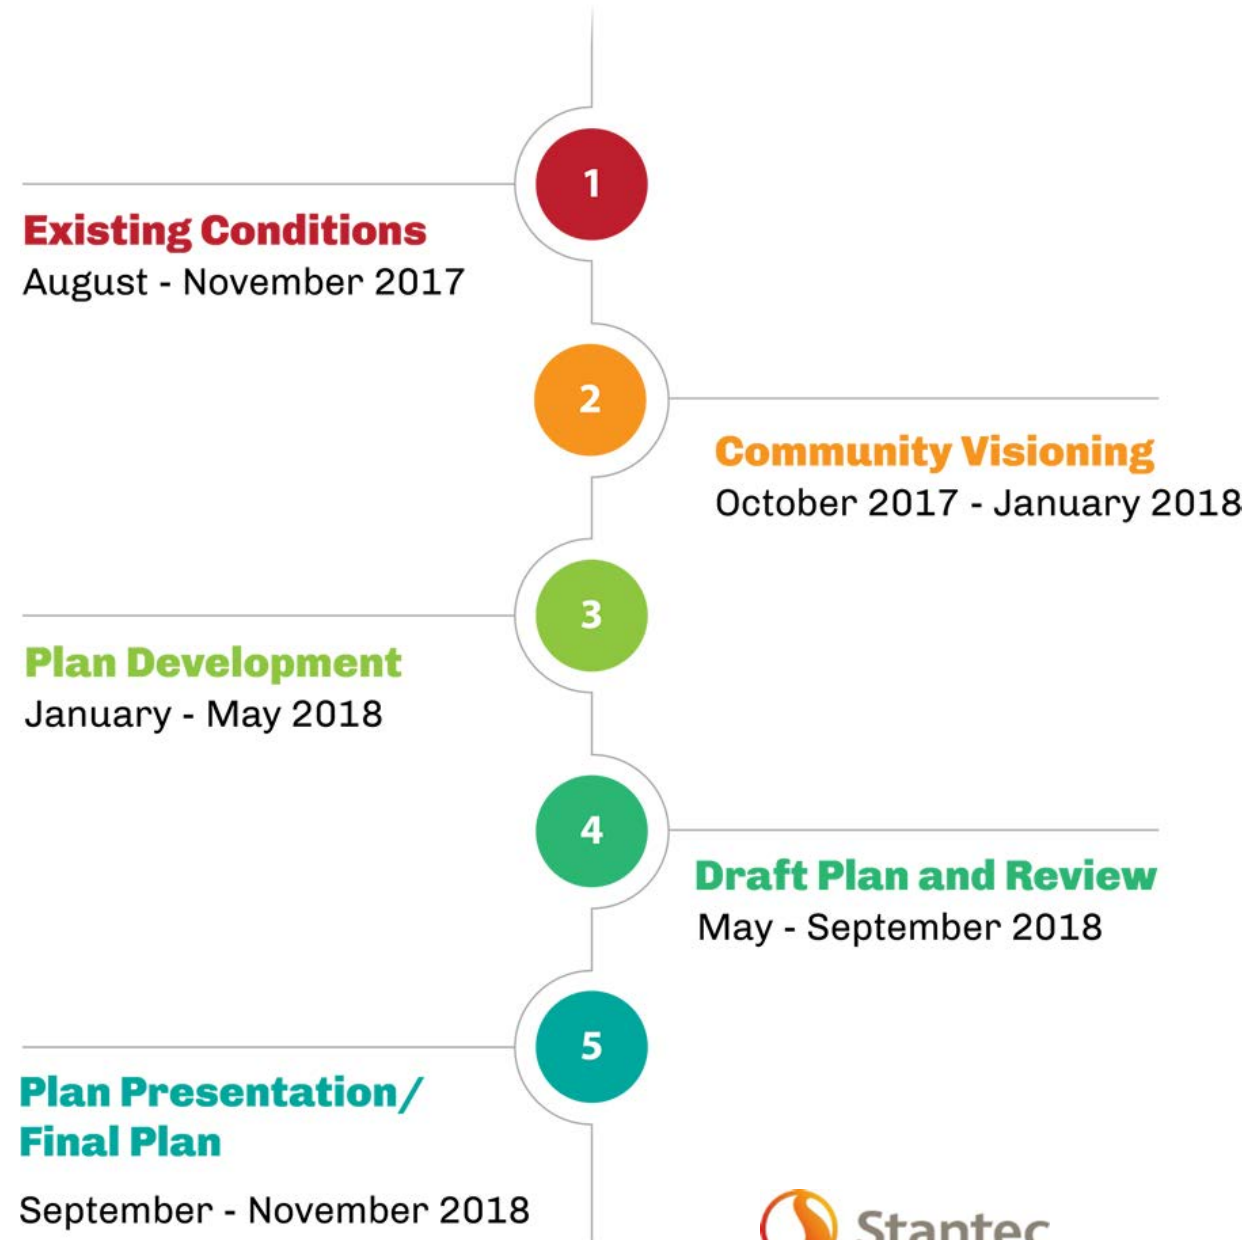 1
Existing Conditions
August - November 2017
2
Community Visioning
October 2017 - January 2018
3
Plan Development
January - May 2018
4
Draft Plan and Review
May - September 2018
5
Plan Presentation/
Final Plan
September - November 2018
Stantec